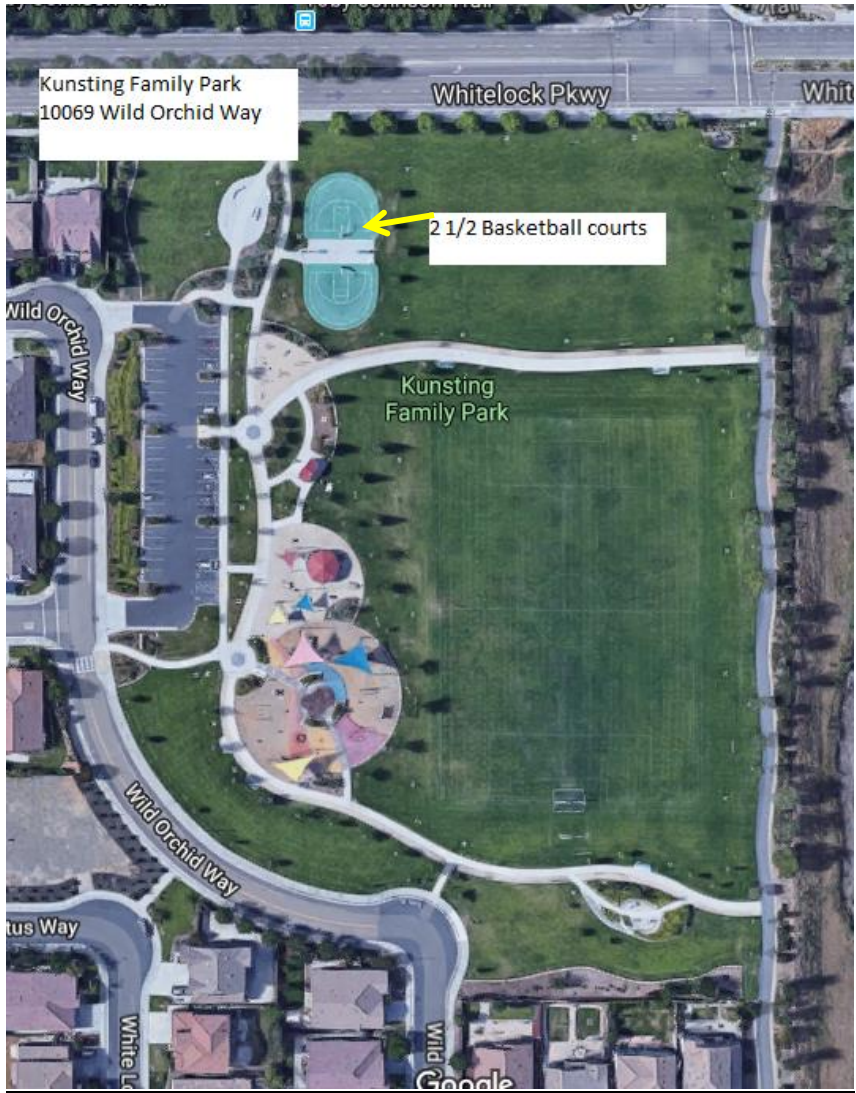 Whitelock Pkwy
Whit
Kunsting Family Park
10069 Wild Orchid Way
2 1/2 Basketball courts
Wild Orchid Way
Kunsting
Family Park
Wild Orchid Way
tus Way
White L
Wild
Google